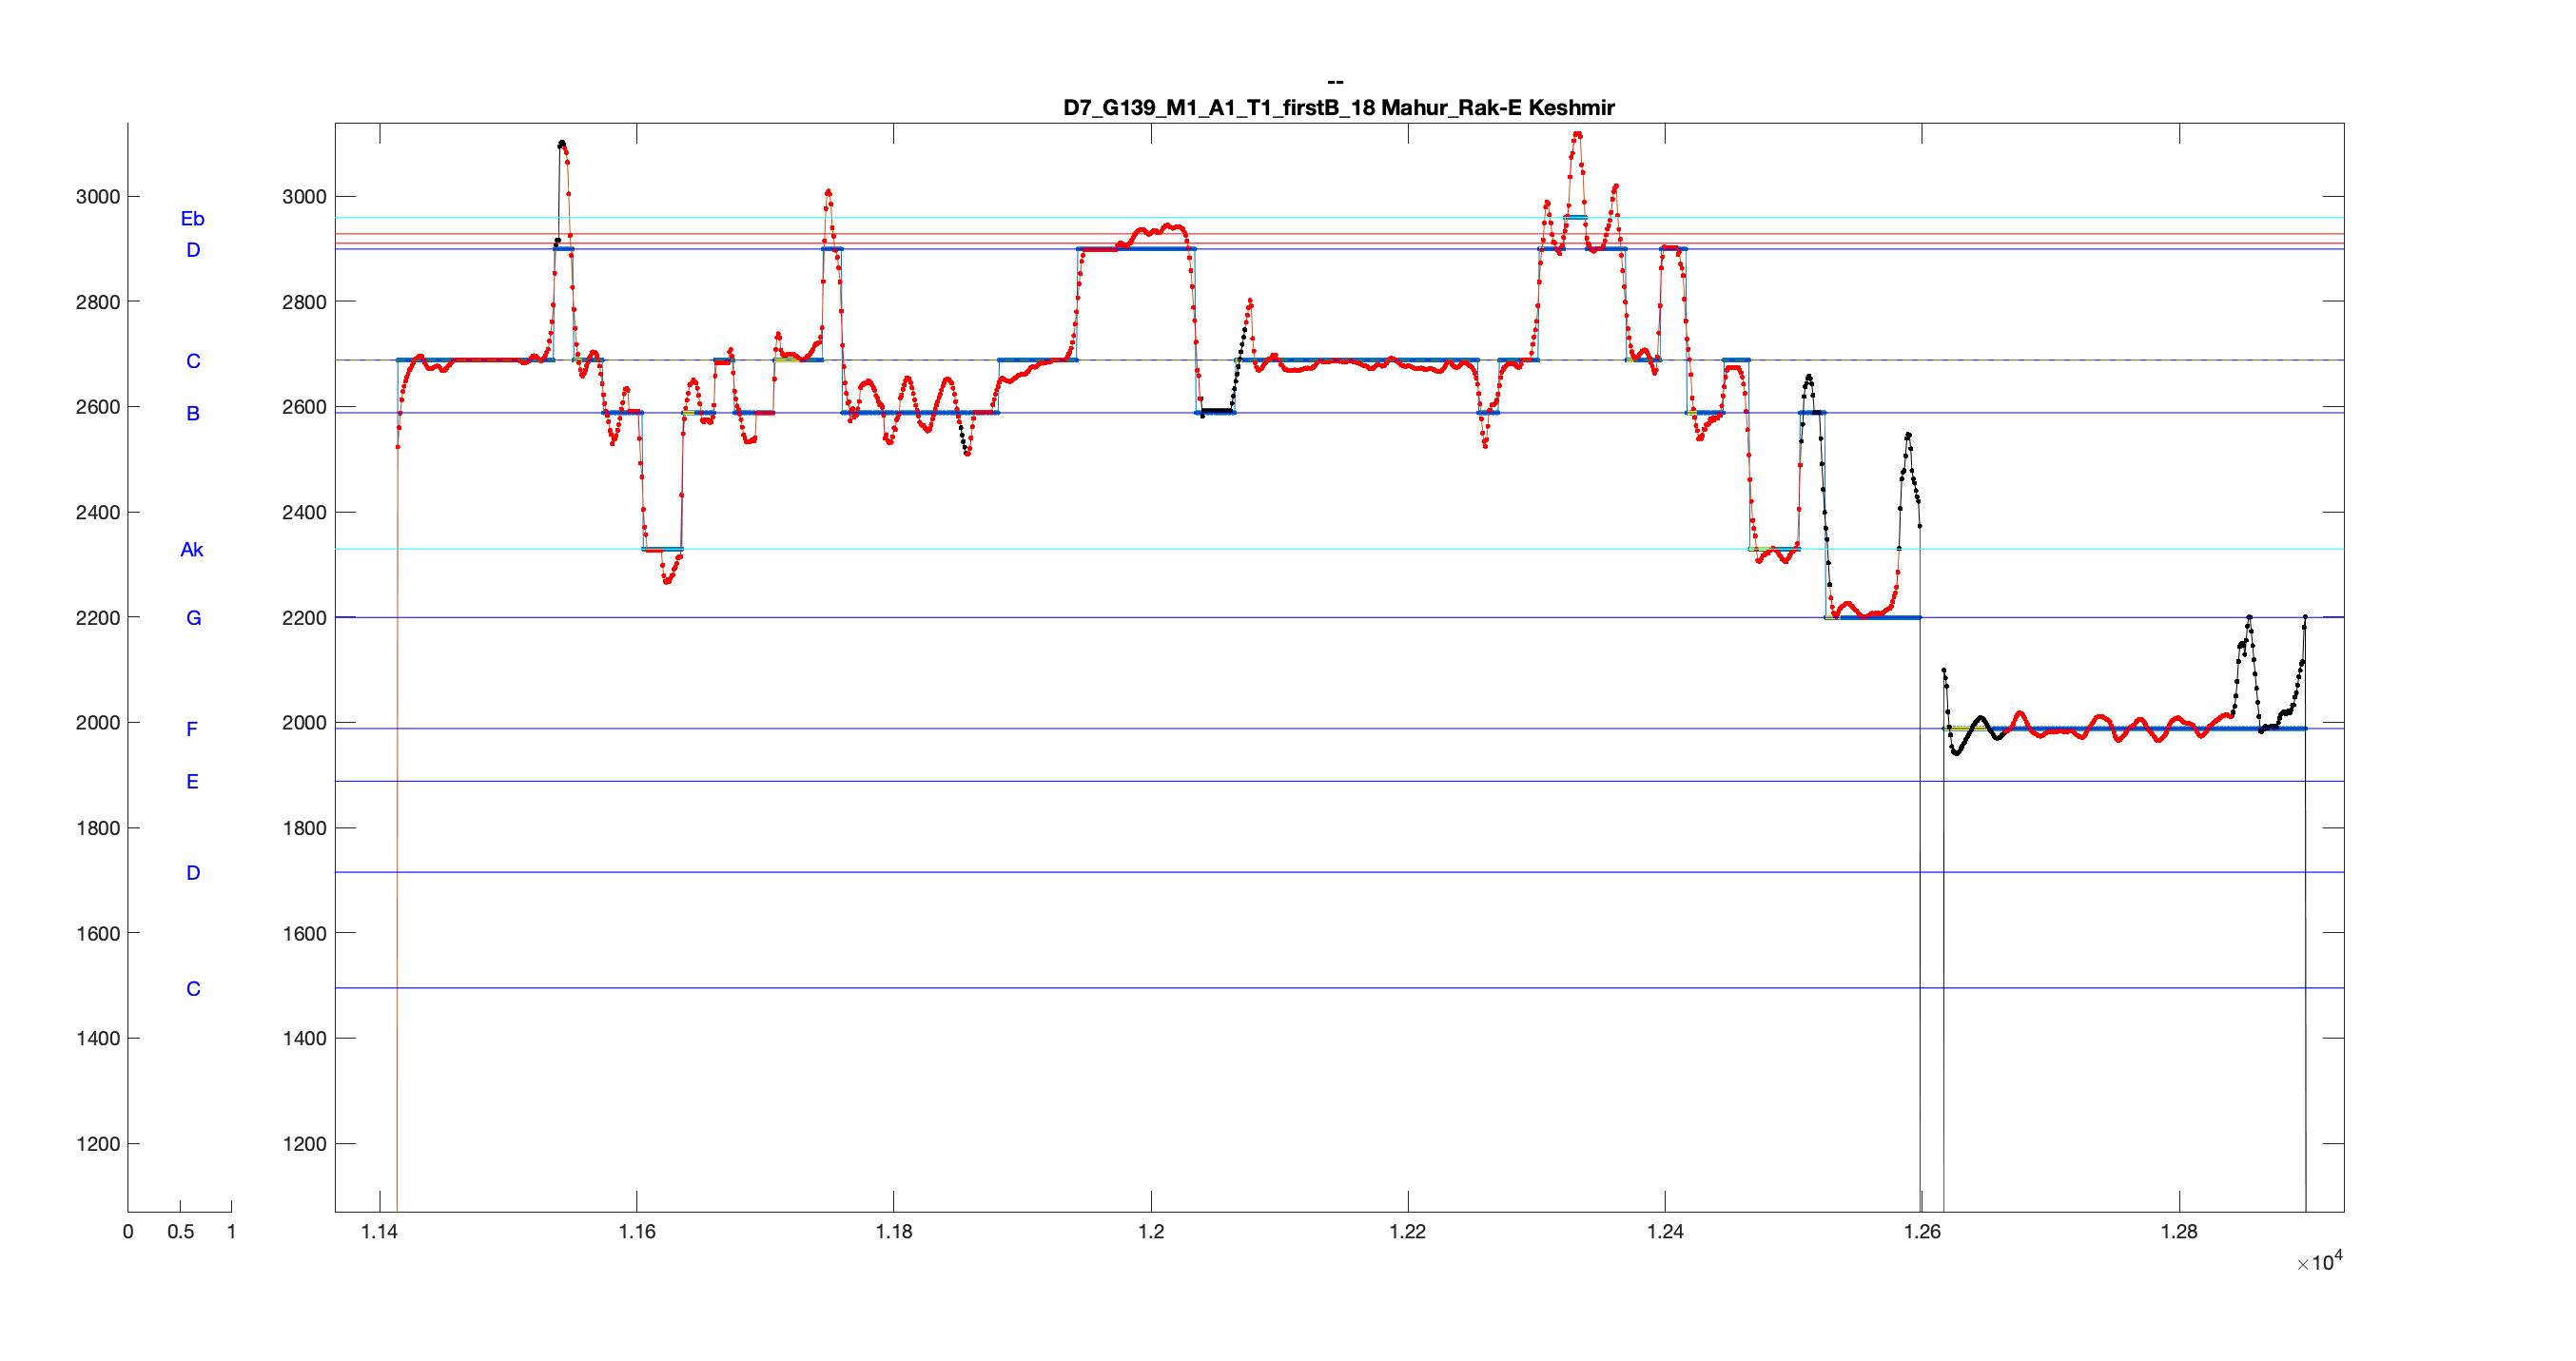 --
D7_G139_M1_A1_T1_firstB_18 Mahur_Rak-E Keshmir
3000 3000
Eb
D
2800 2800
C
2600 2600
B
2400 2400
Ak
2200 G 2200
2000 2000
F
E
1800 1800
D
1600 1600
C
1400 1400
1200 1200
0 0.5 1 1.14 1.16 1.18 1.2 1.22 1.24 1.26 1.28
×10^4